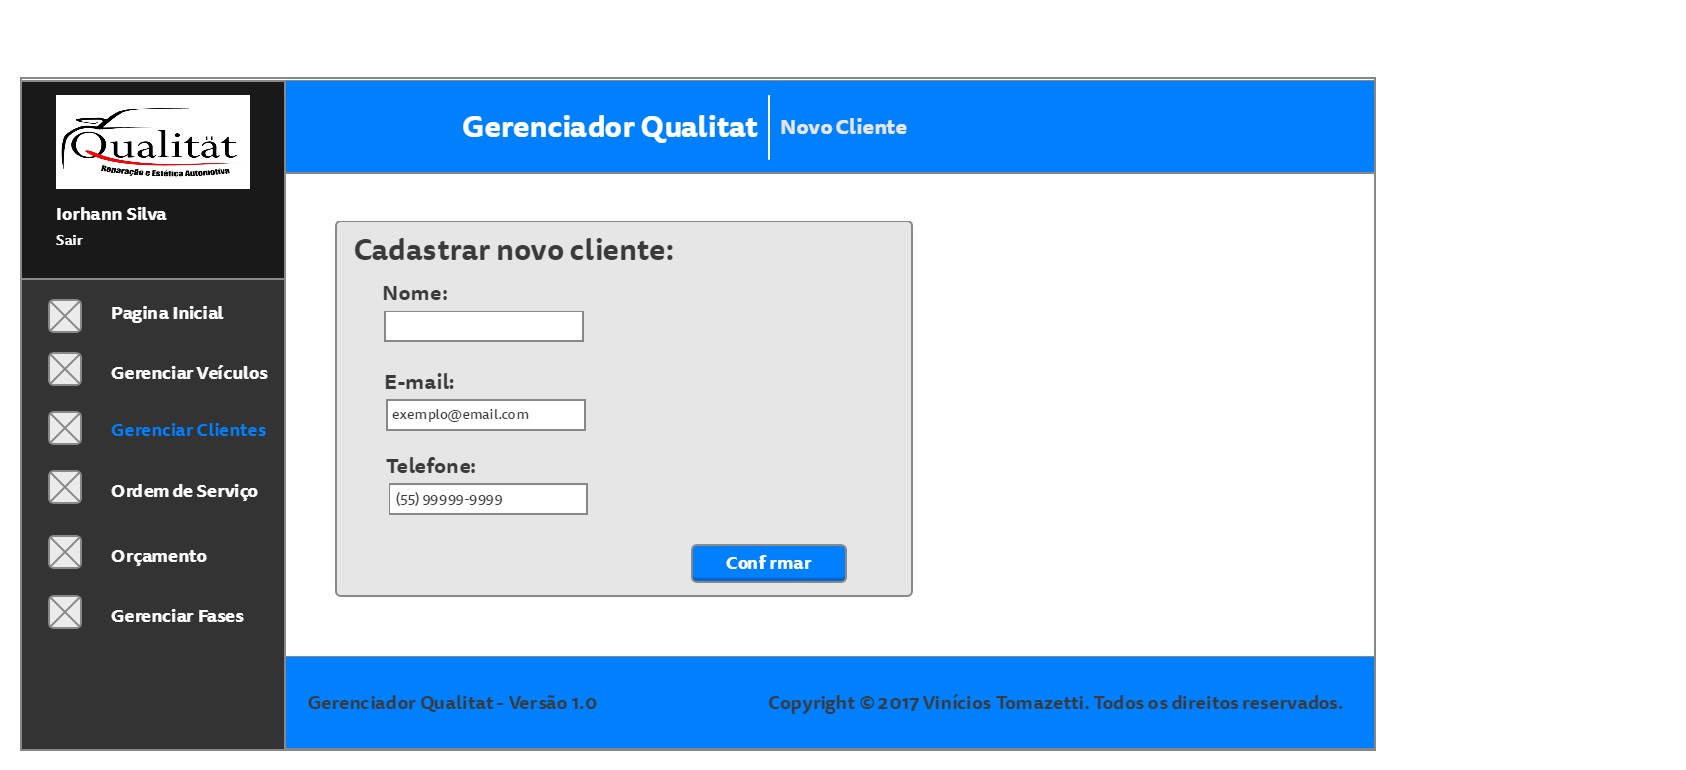 Qualität
Reparação e Estética Automotiva
Iorhann Silva
Sair
Pagina Inicial
Gerenciar Veículos
Gerenciar Clientes
Ordem de Serviço
Orçamento
Gerenciar Fases
Gerenciador Qualitat
Novo Cliente
Cadastrar novo cliente:
Nome:
E-mail:
exemplo@email.com
Telefone:
(55) 99999-9999
Confirmar
Gerenciador Qualitat - Versão 1.0
Copyright © 2017 Vinícios Tomazetti. Todos os direitos reservados.